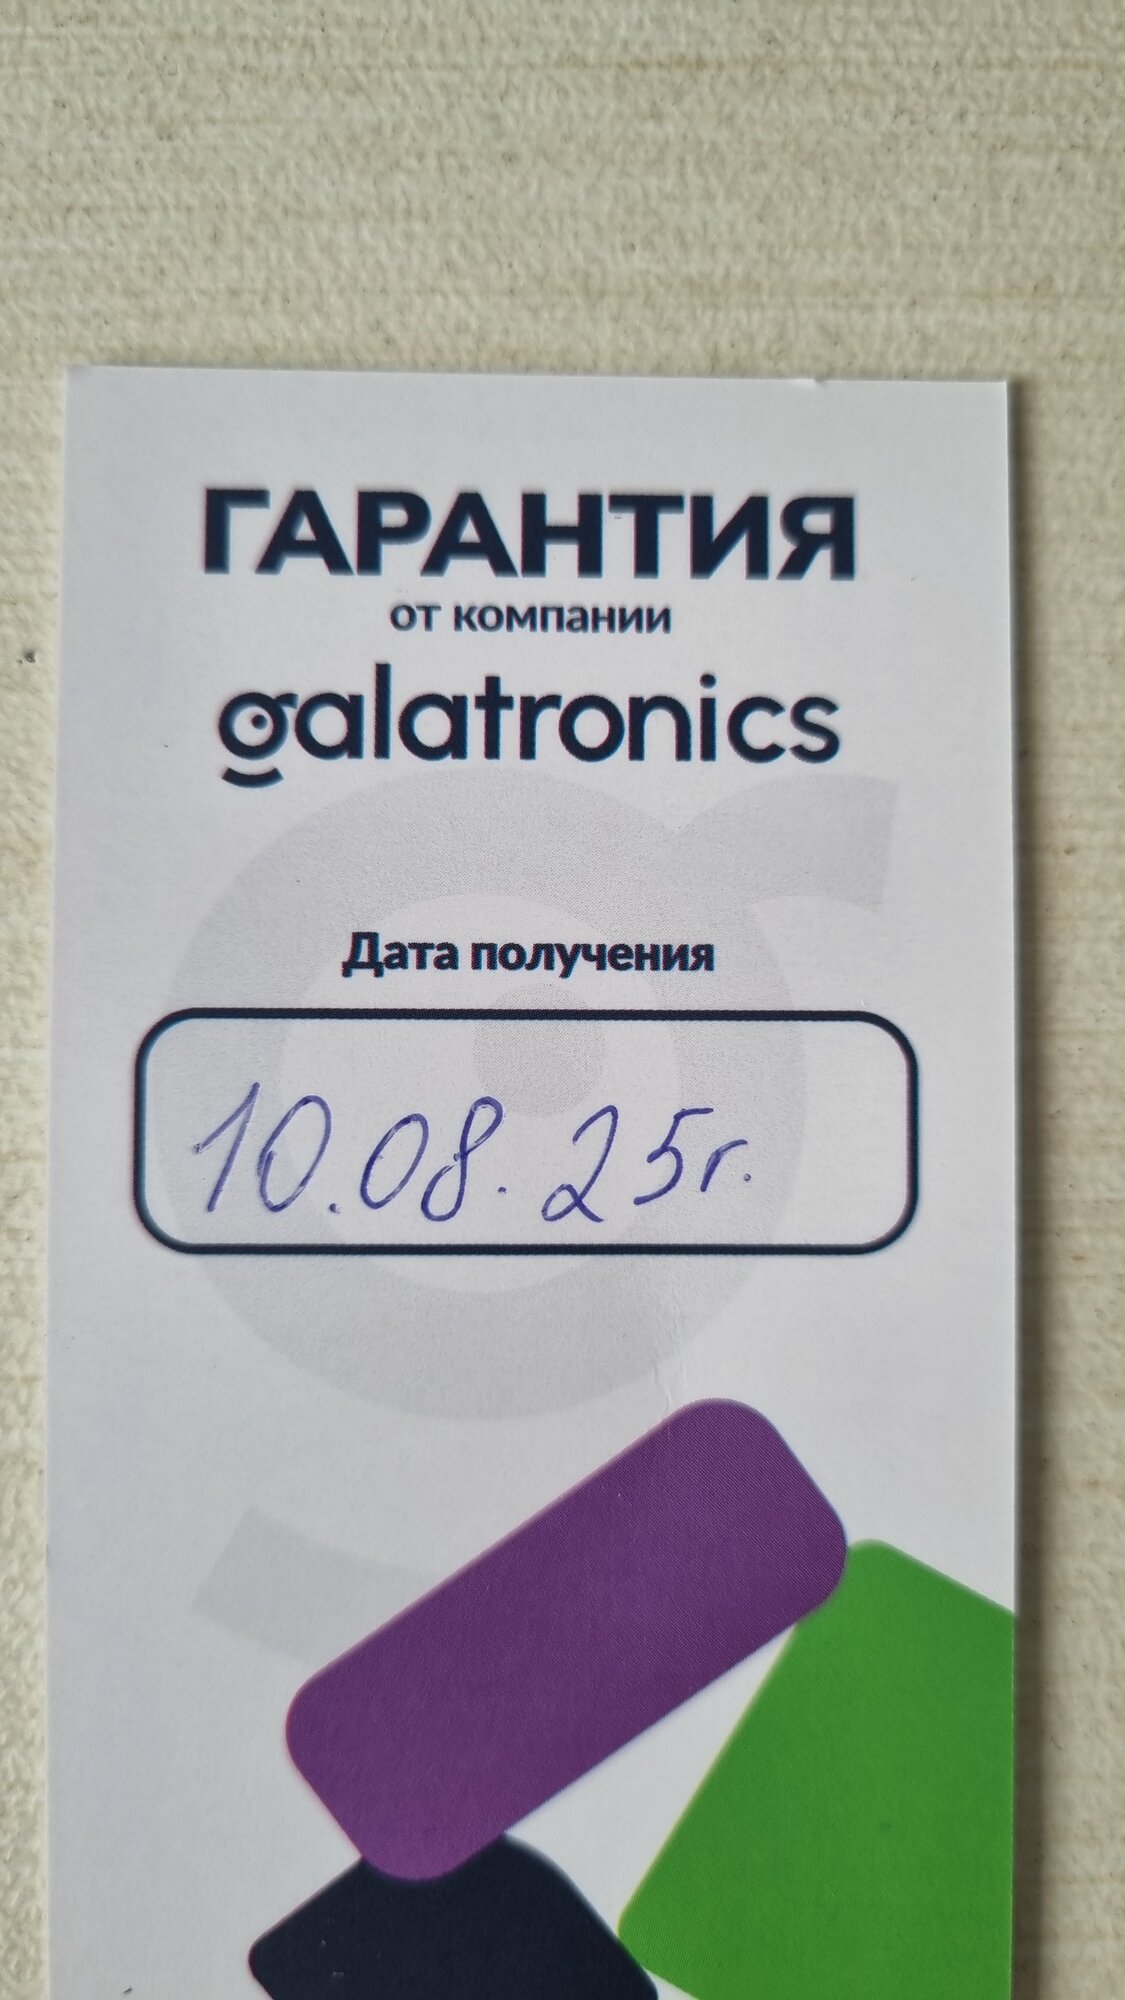 ГАРАНТИЯ
от компании
galatronics
Дата получения
10.08.25г.